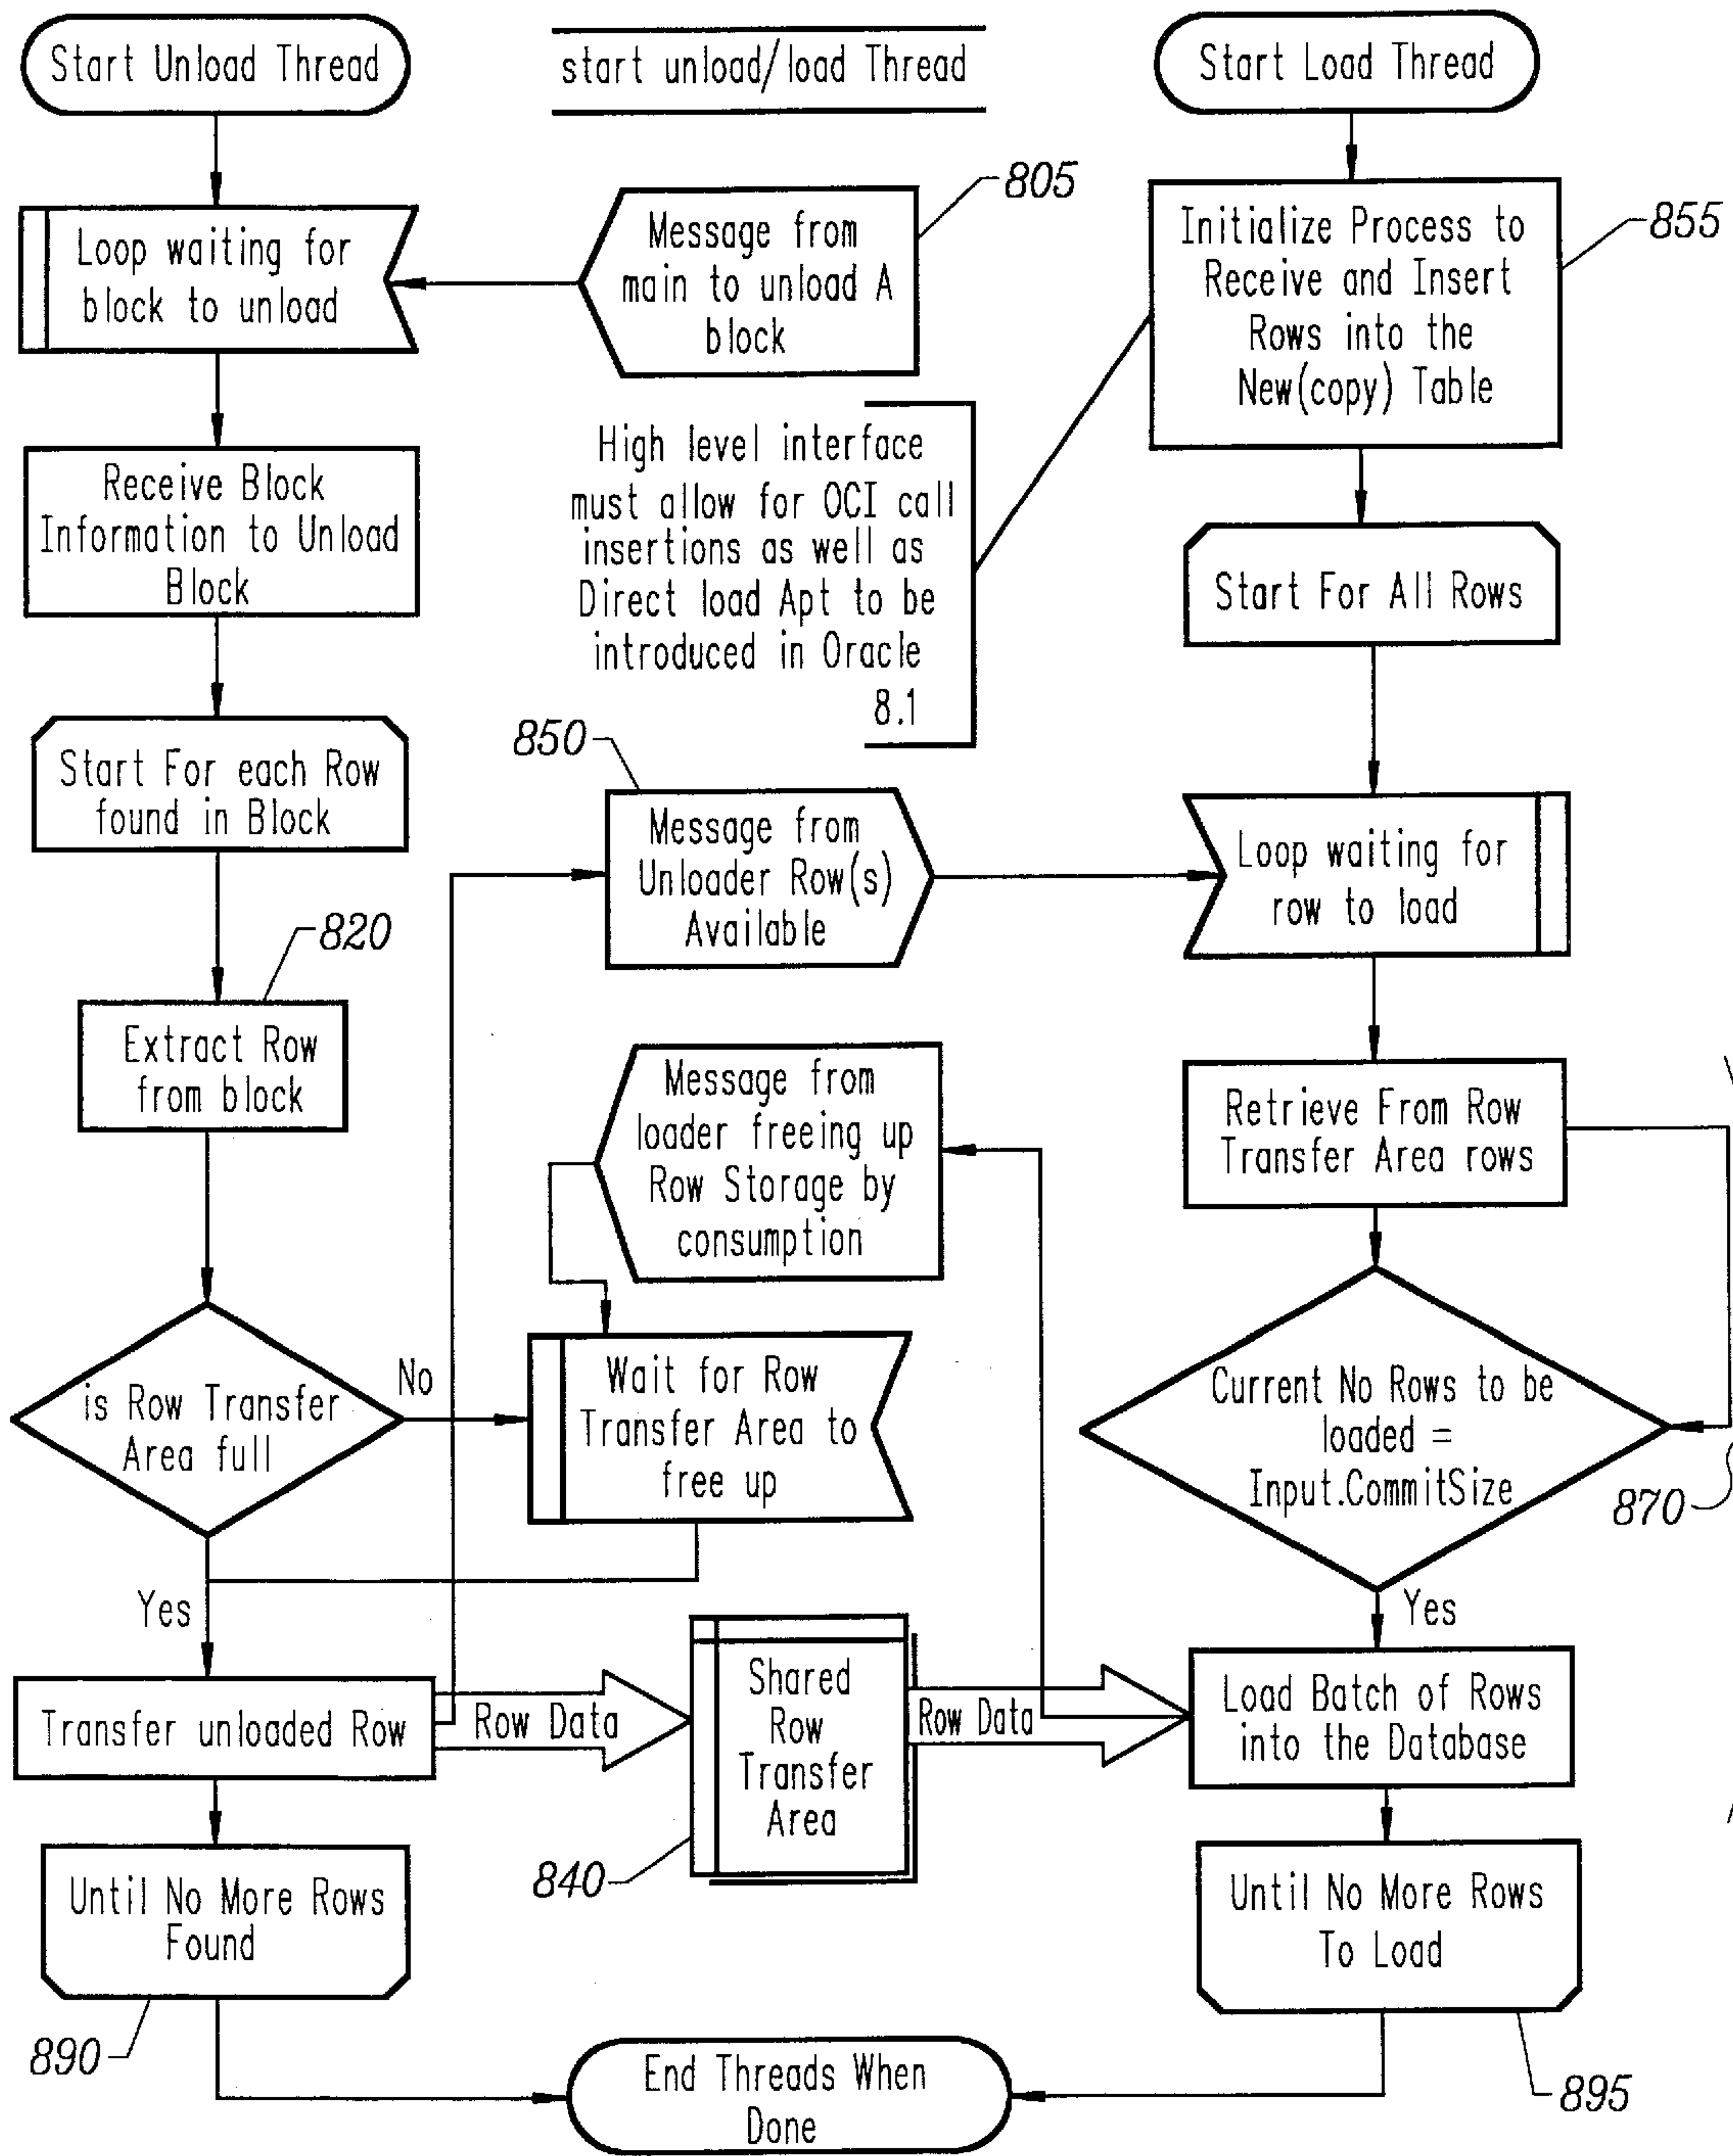 Start Unload Thread
start unload/load Thread
Start Load Thread
Loop waiting for
block to unload
Message from
main to unload A
block
805
Initialize Process to
Receive and Insert
Rows into the
New(copy) Table
855
Receive Block
Information to Unload
Block
High level interface
must allow for OCI call
insertions as well as
Direct load Apt to be
introduced in Oracle
8.1
Start For All Rows
Start For each Row
found in Block
850
Message from
Unloader Row(s)
Available
Loop waiting for
row to load
820
Extract Row
from block
Message from
loader freeing up
Row Storage by
consumption
Retrieve From Row
Transfer Area rows
is Row Transfer
Area full
No
Wait for Row
Transfer Area to
free up
Current No Rows to be
loaded =
Input.CommitSize
870
Yes
Yes
Transfer unloaded Row
Row Data
Shared
Row
Transfer
Area
840
Row Data
Load Batch of Rows
into the Database
Until No More Rows
Found
890
Until No More Rows
To Load
895
End Threads When
Done